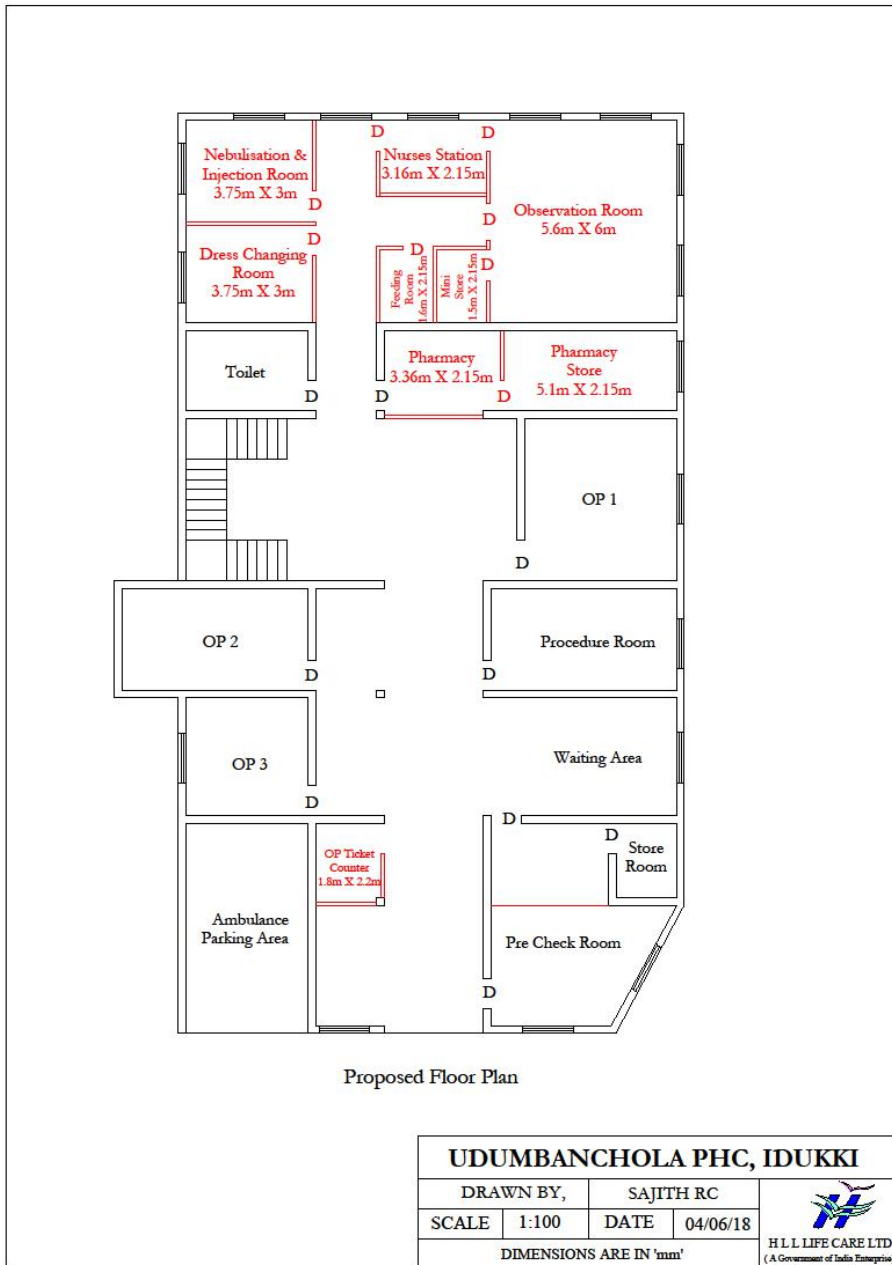 D
D
Nebulisation &
Injection Room
3.75m X 3m
Nurses Station
3.16m X 2.15m
D
D
Observation Room
5.6m X 6m
D
Dress Changing
Room
3.75m X 3m
D
D
Feeding
Room
1.6m X 2.15m
Mini
Store
1.5m X 2.15m
Toilet
D
D
Pharmacy
3.36m X 2.15m
D
Pharmacy
Store
5.1m X 2.15m
OP 1
D
OP 2
D
D
Procedure Room
OP 3
D
Waiting Area
D
D
Store
Room
OP Ticket
Counter
1.8m X 2.2m
Ambulance
Parking Area
Pre Check Room
D
Proposed Floor Plan
UDUMBANCHOLA PHC, IDUKKI
DRAWN BY, SAJITH RC
SCALE 1:100 DATE 04/06/18
DIMENSIONS ARE IN 'mm'
H L L LIFE CARE LTD
( A Government of India Enterprise